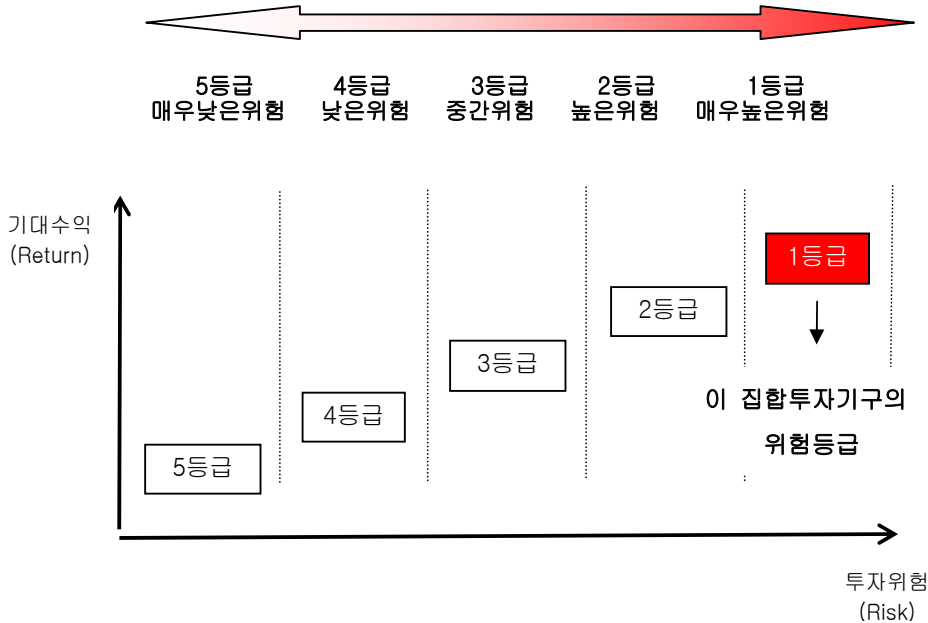 5등급 4등급 3등급 2등급 1등급
매우낮은위험 낮은위험 중간위험 높은위험 매우높은위험
기대수익
(Return)
1등급
2등급
3등급
4등급
5등급
이 집합투자기구의
위험등급
투자위험
(Risk)